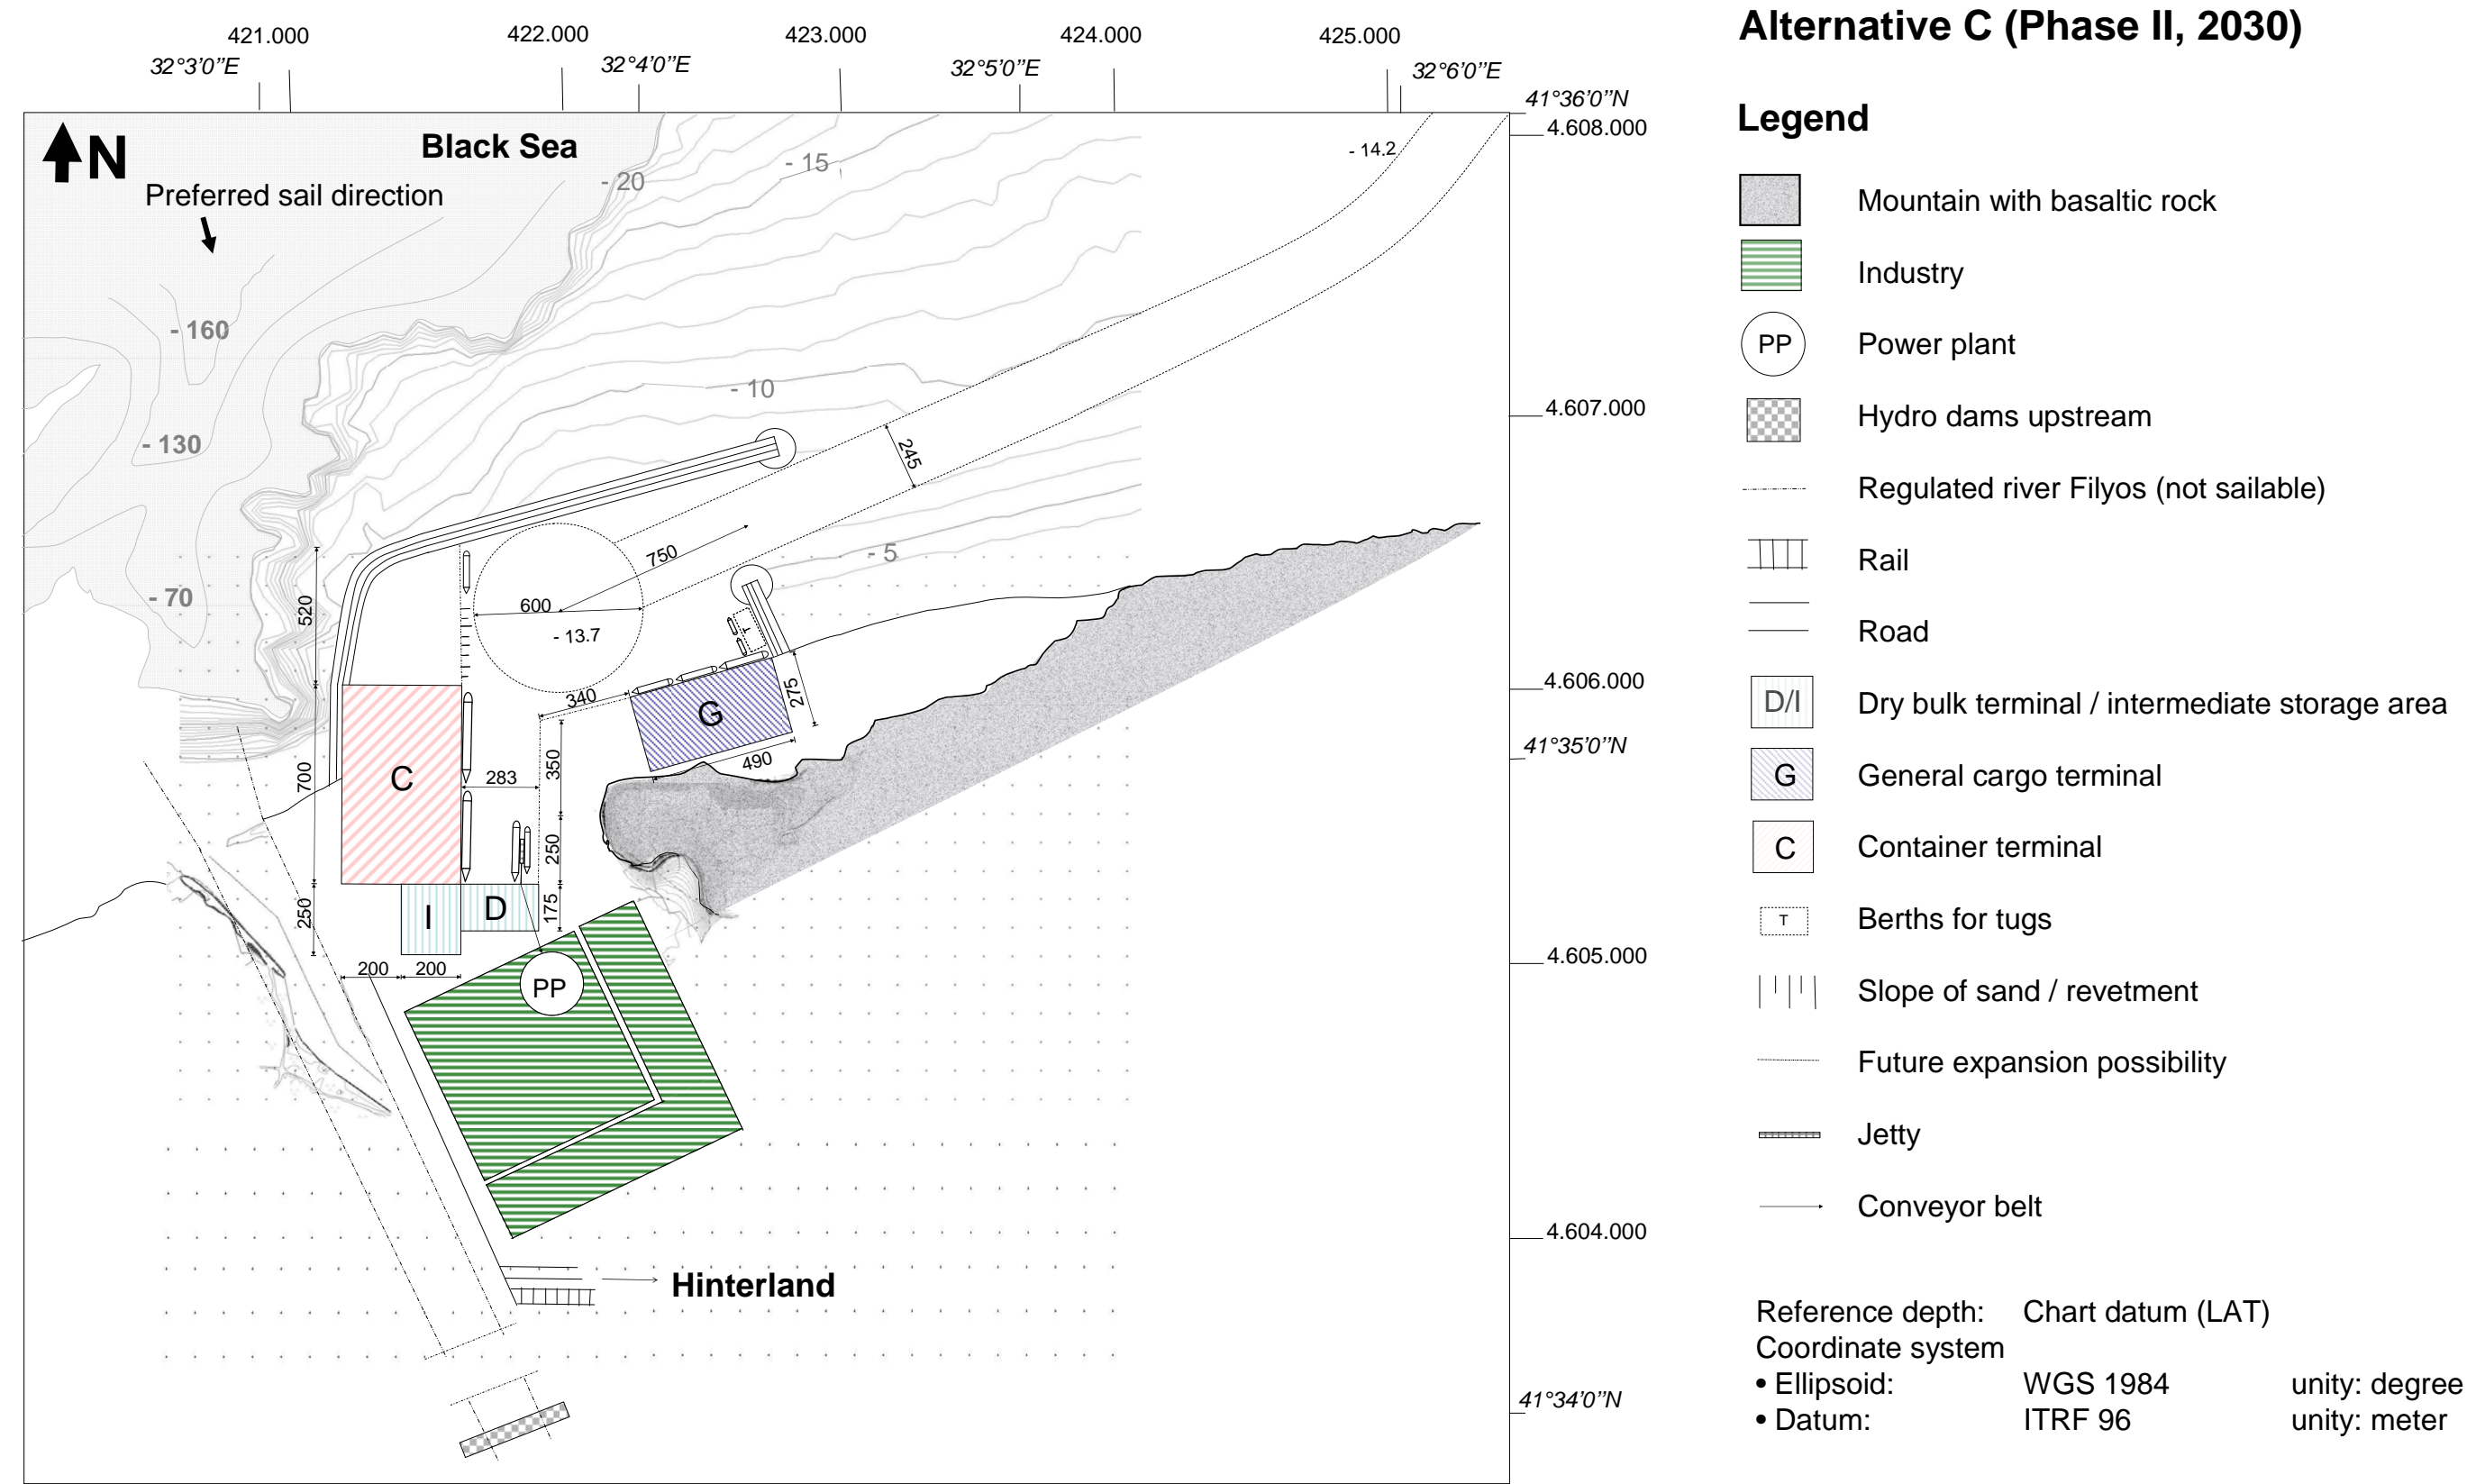 Alternative C (Phase II, 2030)
421.000
422.000
423.000
424.000
425.000
32°3'0''E
32°4'0''E
32°5'0''E
32°6'0''E
41°36'0''N
4.608.000
4.607.000
4.606.000
41°35'0''N
4.605.000
4.604.000
41°34'0''N
N
Black Sea
Preferred sail direction
- 20
- 15
- 14.2
- 160
- 10
- 130
- 70
- 5
245
750
600
- 13.7
520
340
T
G
275
490
700
C
283
350
250
I
D
175
250
200
200
PP
Hinterland
Legend
Mountain with basaltic rock
Industry
PP
Power plant
Hydro dams upstream
Regulated river Filyos (not sailable)
Rail
Road
D/I
Dry bulk terminal / intermediate storage area
G
General cargo terminal
C
Container terminal
T
Berths for tugs
Slope of sand / revetment
Future expansion possibility
Jetty
Conveyor belt
Reference depth: Chart datum (LAT)
Coordinate system
• Ellipsoid: WGS 1984 unity: degree
• Datum: ITRF 96 unity: meter